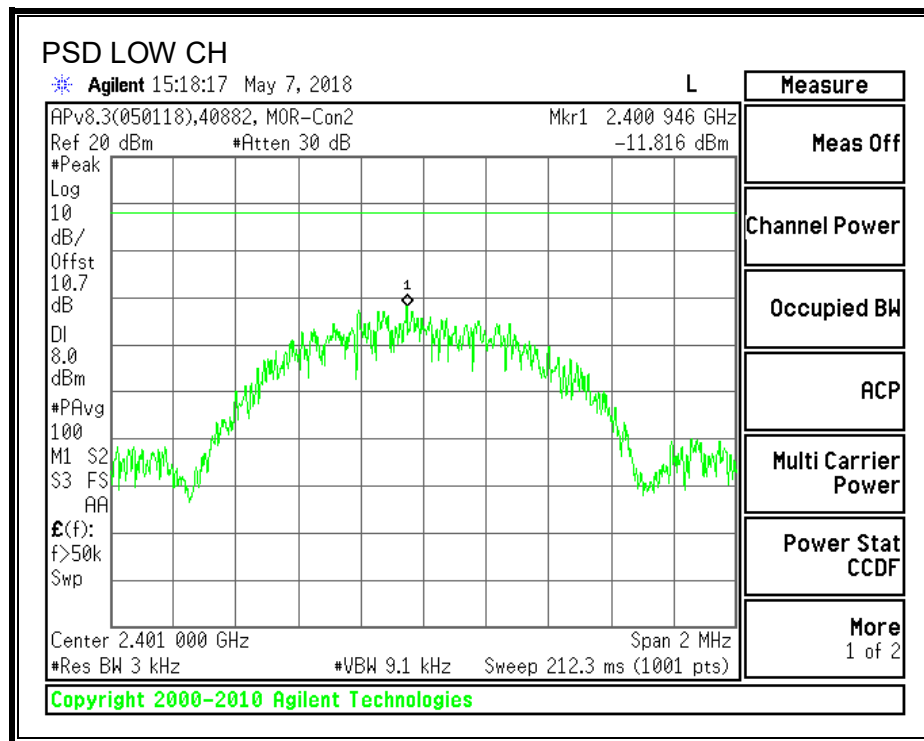 PSD LOW CH
Agilent 15:18:17 May 7, 2018 L
APv8.3(050118),40882, MOR-Con2 Mkr1 2.400 946 GHz
Ref 20 dBm #Atten 30 dB -11.816 dBm
#Peak
Log
10
dB/
Offst
10.7
dB
DI
8.0
dBm
#PAvg
100
M1 S2
S3 FS
AA
£(f):
f>50k
Swp
1
Center 2.401 000 GHz Span 2 MHz
#Res BW 3 kHz #VBW 9.1 kHz Sweep 212.3 ms (1001 pts)
Copyright 2000-2010 Agilent Technologies
Measure
Meas Off
Channel Power
Occupied BW
ACP
Multi Carrier
Power
Power Stat
CCDF
More
1 of 2